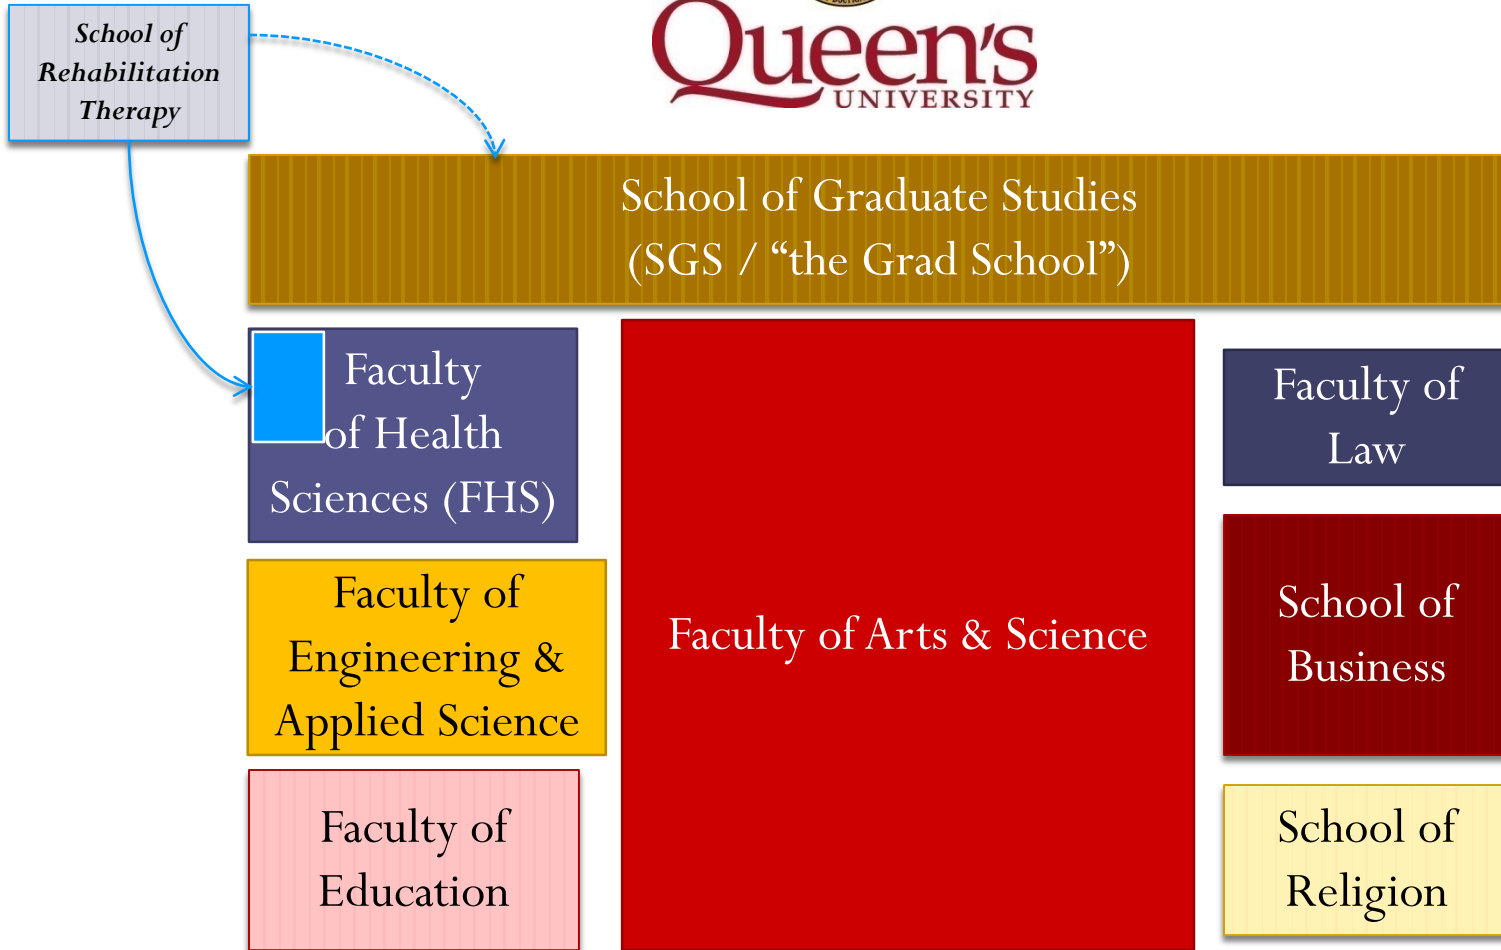 School of
Rehabilitation
Therapy
Queen's
UNIVERSITY
School of Graduate Studies
(SGS / “the Grad School”)
Faculty
of Health
Sciences (FHS)
Faculty of
Engineering &
Applied Science
Faculty of
Education
Faculty of Arts & Science
Faculty of
Law
School of
Business
School of
Religion